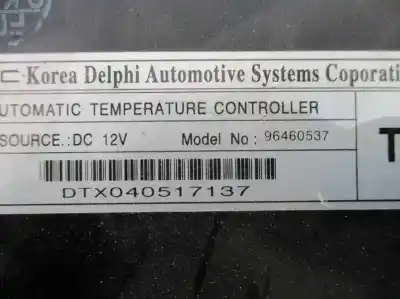 Korea Delphi Automotive Systems Coporati
UTOMATIC TEMPERATURE CONTROLLER
SOURCE.:DC 12V Model No : 96460537
T
DTX040517137